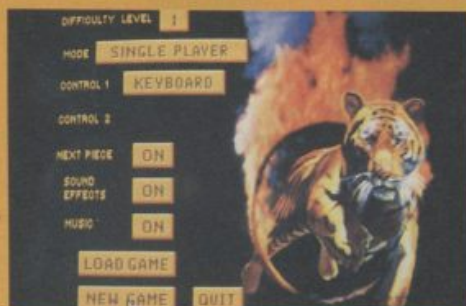 DIFFICULTY LEVEL 1
MODE SINGLE PLAYER
CONTROL 1 KEYBOARD
CONTROL 2
NEXT PIECE ON
SOUND
EFFECTS ON
MUSIC ON
LOAD GAME
NEW GAME QUIT